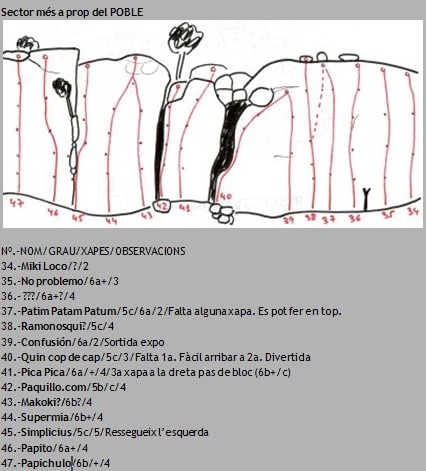 Sector més a prop del POBLE
47 46 45 44 43 42 41 40 39 38 37 36 35 34
Nº.-NOM/GRAU/XAPES/OBSERVACIONS
34.-Miki Loco/?/2
35.-No problemo/6a+/3
36.-???/6a+?/4
37.-Patim Patam Patum/5c/6a/2/Falta alguna xapa. Es pot fer en top.
38.-Ramonosqui?/5c/4
39.-Confusión/6a/2/Sortida expo
40.-Quin cop de cap/5c/3/Falta 1a. Fàcil arribar a 2a. Divertida
41.-Pica Pica/6a/+/4/3a xapa a la dreta pas de bloc (6b+/c)
42.-Paquillo.com/5b/c/4
43.-Makoki?/6b?/4
44.-Supermia/6b+/4
45.-Simplicius/5c/5/Ressegueix l'esquerda
46.-Papito/6a+/4
47.-Papichulo/6b/+/4